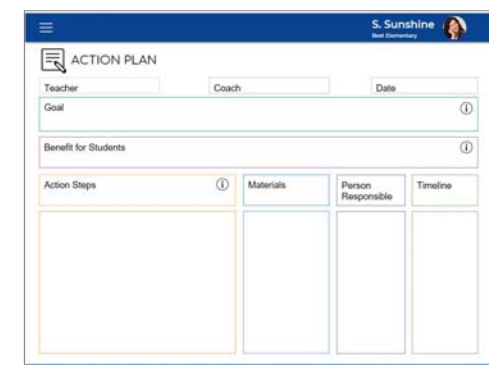 S. Sunshine
Best Elementary
ACTION PLAN
Teacher
Coach
Date
Goal
Benefit for Students
Action Steps
Materials
Person
Responsible
Timeline